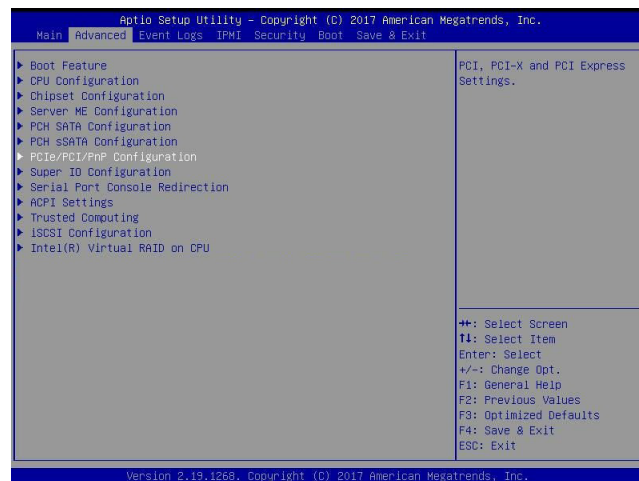 Aptio Setup Utility – Copyright (C) 2017 American Megatrends, Inc.
Main Advanced Event Logs IPMI Security Boot Save & Exit
Boot Feature
CPU Configuration
Chipset Configuration
Server ME Configuration
PCH SATA Configuration
PCH sSATA Configuration
PCIe/PCI/PnP Configuration
Super IO Configuration
Serial Port Console Redirection
ACPI Settings
Trusted Computing
iSCSI Configuration
Intel(R) Virtual RAID on CPU
PCI, PCI-X and PCI Express
Settings.
→←: Select Screen
↑↓: Select Item
Enter: Select
+/-: Change Opt.
F1: General Help
F2: Previous Values
F3: Optimized Defaults
F4: Save & Exit
ESC: Exit
Version 2.19.1268. Copyright (C) 2017 American Megatrends, Inc.